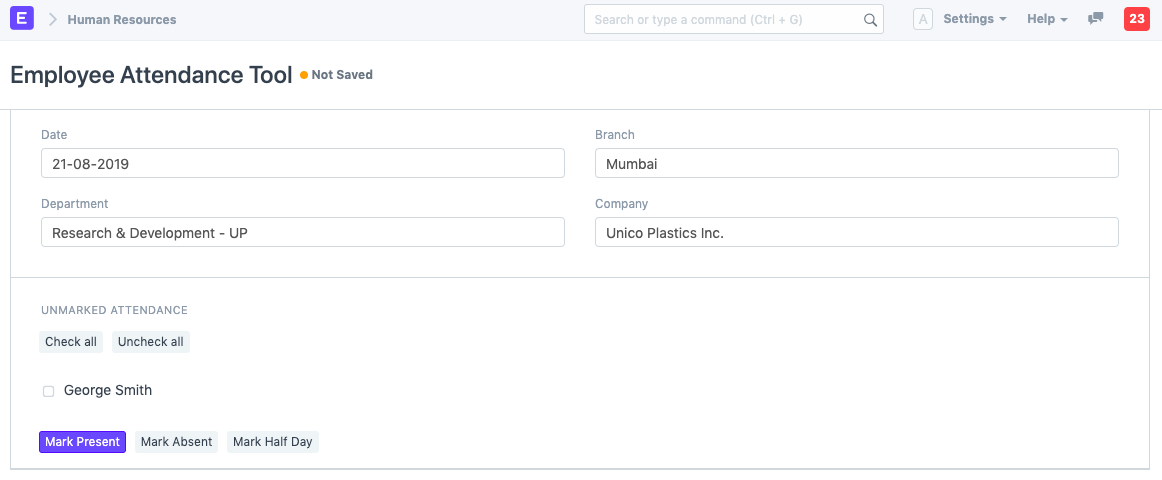 E Human Resources Search or type a command (Ctrl + G) A Settings Help 23
Employee Attendance Tool Not Saved
Date Branch
21-08-2019 Mumbai
Department Company
Research & Development - UP Unico Plastics Inc.
UNMARKED ATTENDANCE
Check all Uncheck all
George Smith
Mark Present Mark Absent Mark Half Day